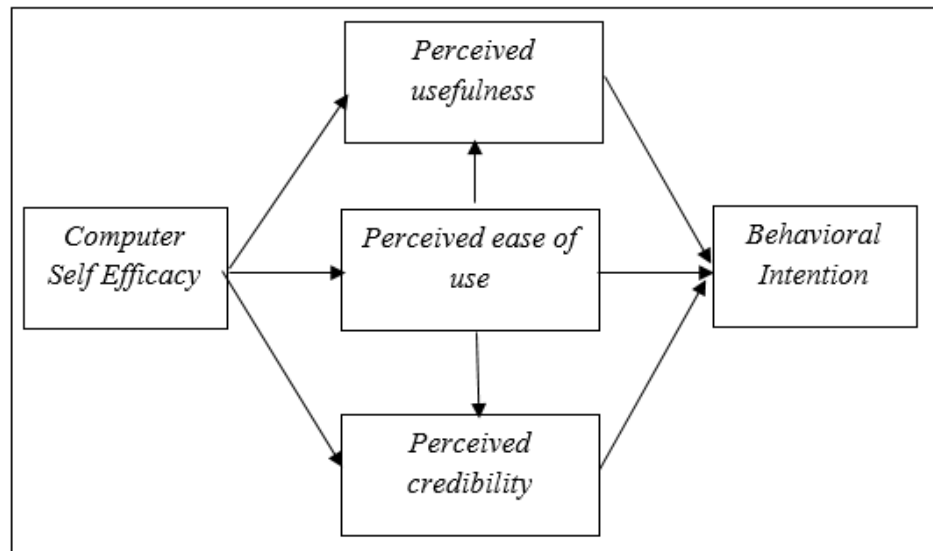 Perceived
usefulness
Computer
Self Efficacy
Perceived ease of
use
Behavioral
Intention
Perceived
credibility